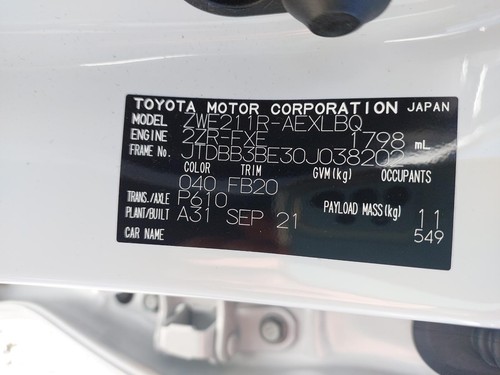 TOYOTA MOTOR CORPORATION JAPAN
MODEL ZWE211R-AEXLBQ
ENGINE 2ZR-FXE 1798 mL
FRAME No. JTDBB3BE30J038202
COLOR TRIM GVM(kg) OCCUPANTS
040 FB20
TRANS./AXLE P610
PLANT/BUILT A31 SEP 21 PAYLOAD MASS(kg) 11
CAR NAME 549